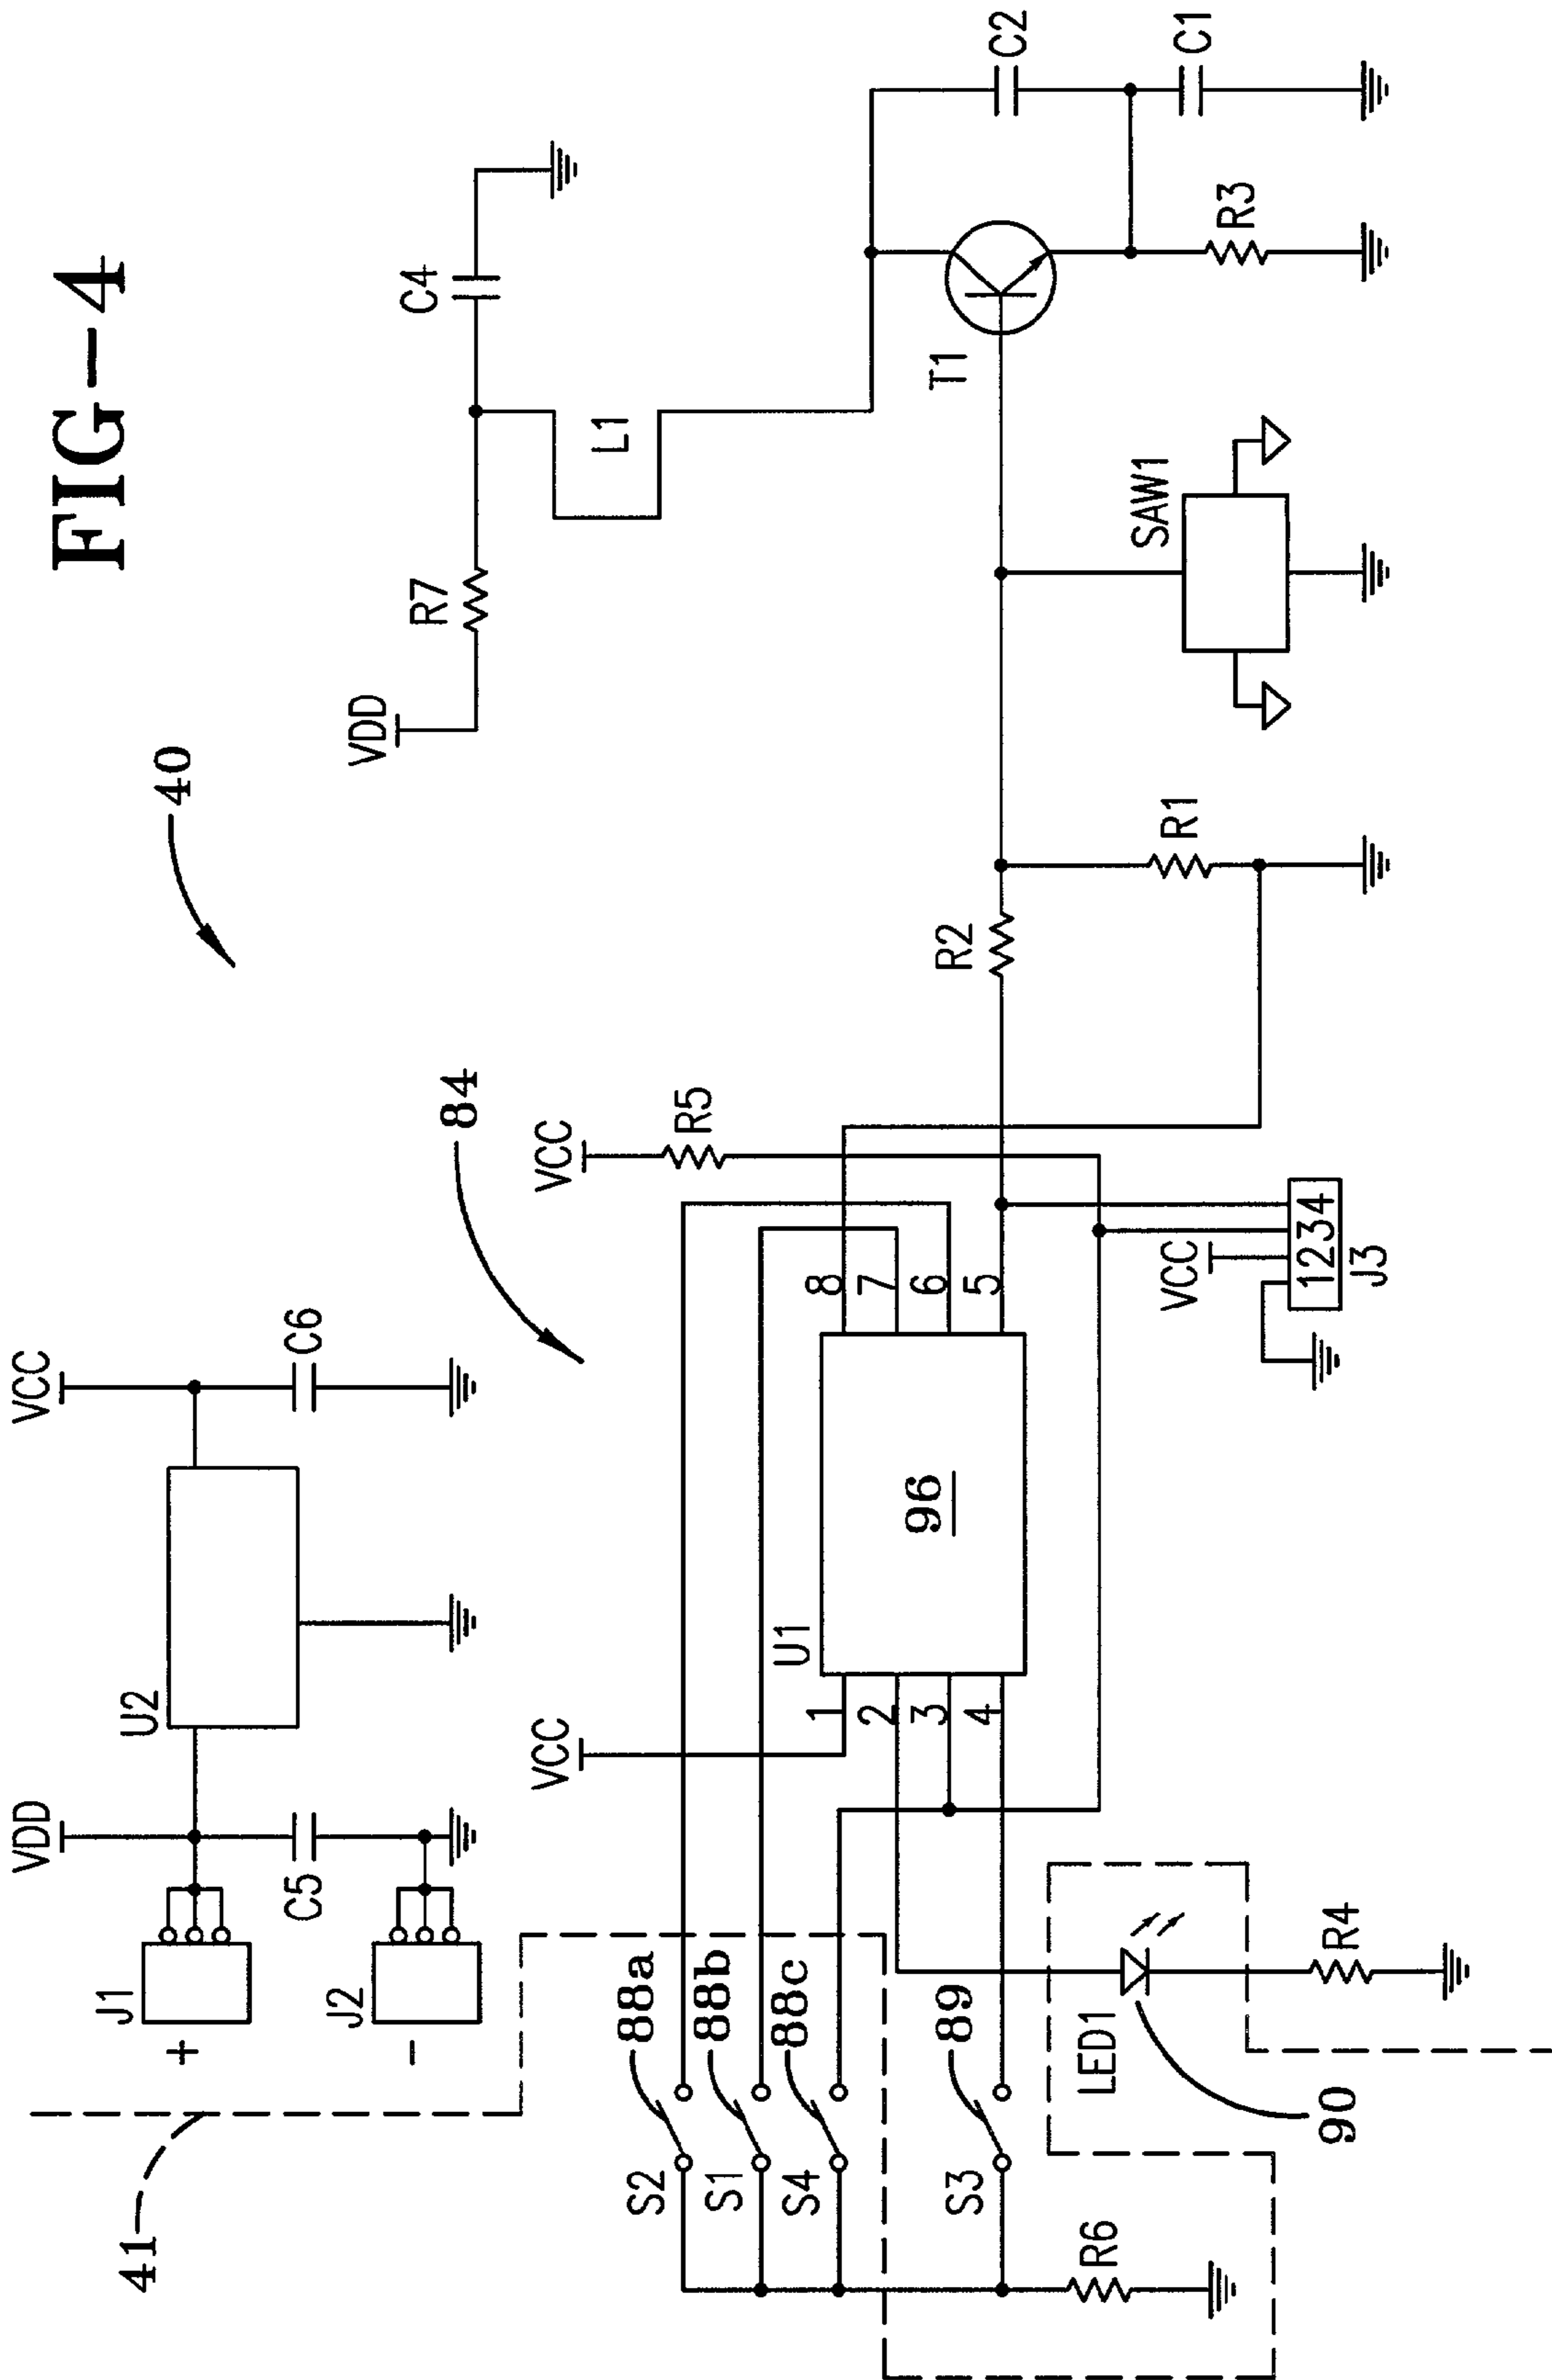 FIG-4
40
41
84
VDD
VCC
J1
+
U2
C5
C6
J2
-
VDD
R7
C4
L1
VCC
VCC
R5
88a
S2
88b
S1
88c
S4
U1
96
1
2
3
4
8
7
6
5
89
S3
R2
T1
C2
C1
R3
R1
SAW1
LED1
90
R4
R6
VCC
1234
J3